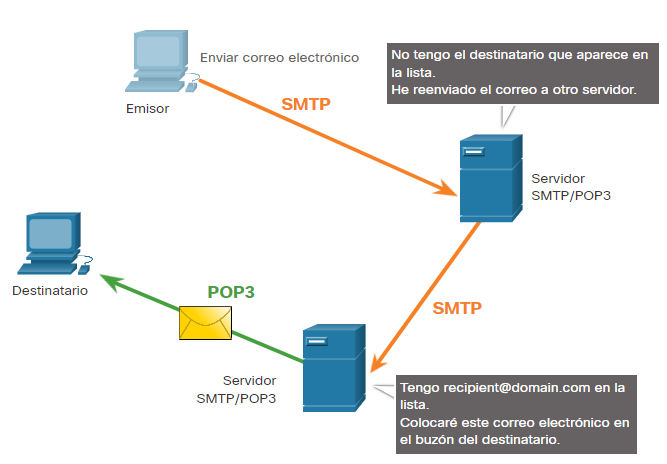 Enviar correo electrónico
Emisor
SMTP
No tengo el destinatario que aparece en
la lista.
He reenviado el correo a otro servidor.
Servidor
SMTP/POP3
Destinatario
POP3
SMTP
Servidor
SMTP/POP3
Tengo recipient@domain.com en la
lista.
Colocaré este correo electrónico en
el buzón del destinatario.